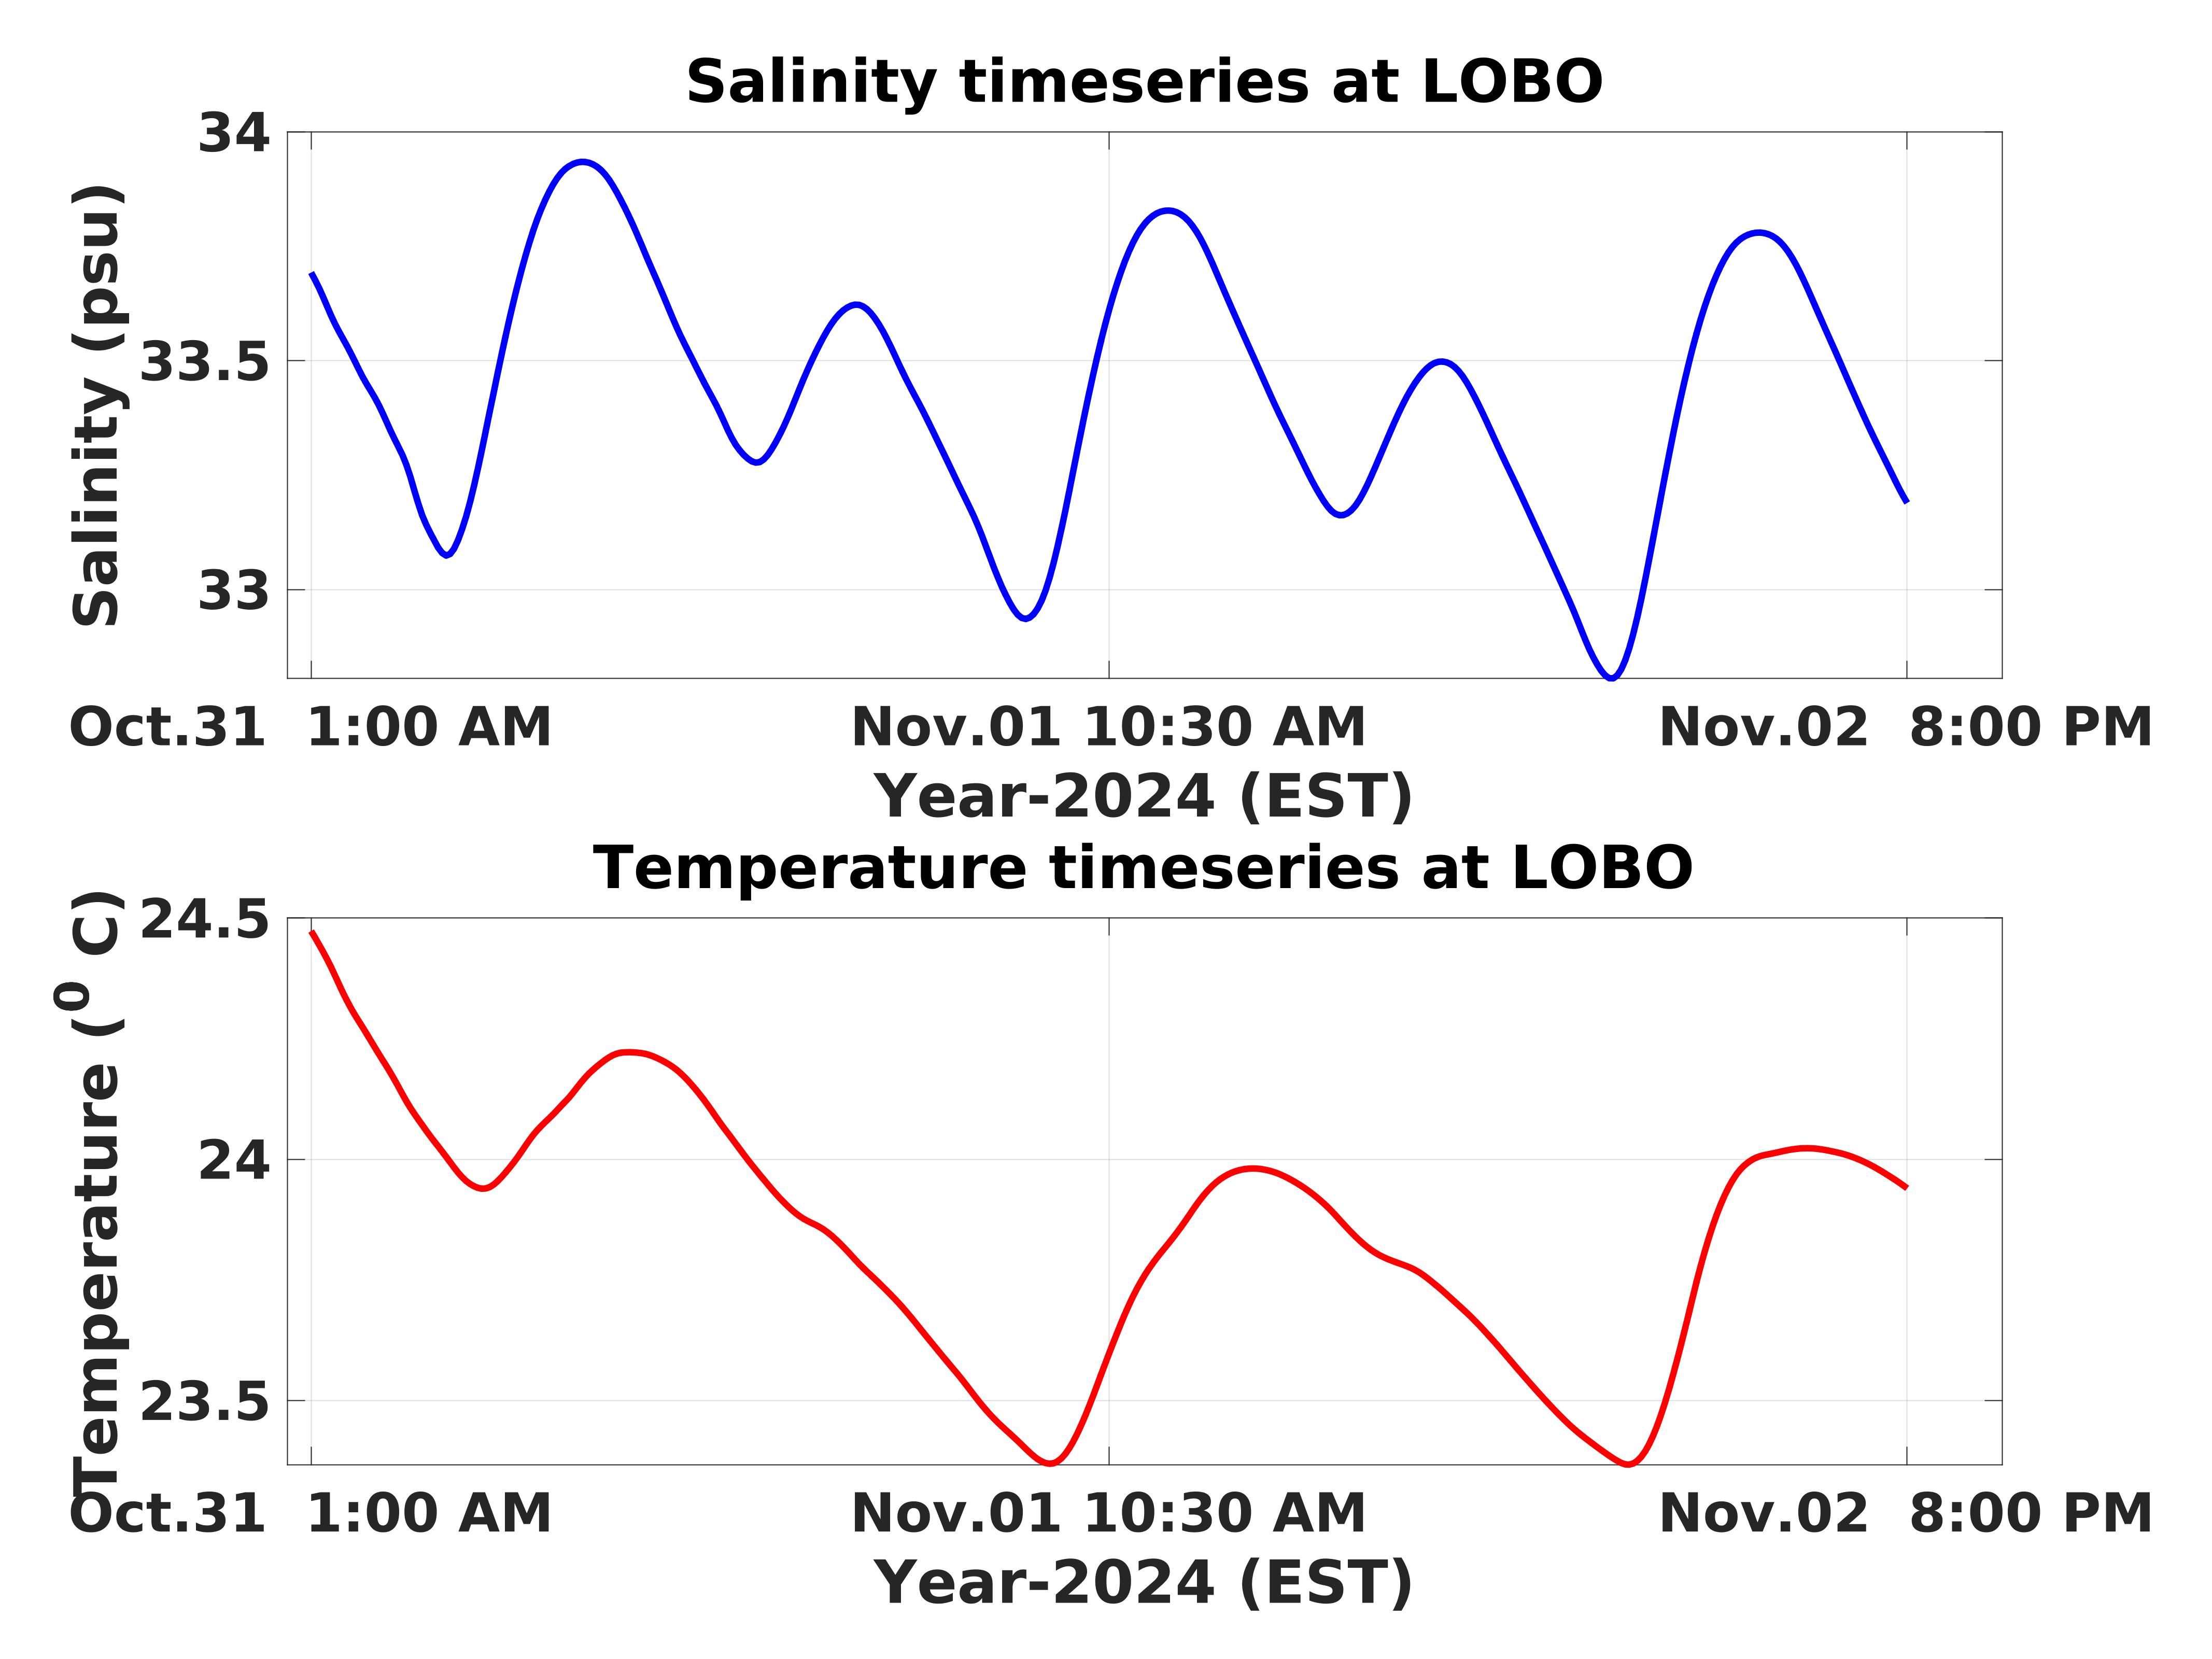 Salinity timeseries at LOBO
Salinity (psu)
34
33.5
33
Oct.31  1:00 AM
Nov.01 10:30 AM
Nov.02  8:00 PM
Year-2024 (EST)
Temperature timeseries at LOBO
Temperature (⁰ C)
24.5
24
23.5
Oct.31  1:00 AM
Nov.01 10:30 AM
Nov.02  8:00 PM
Year-2024 (EST)